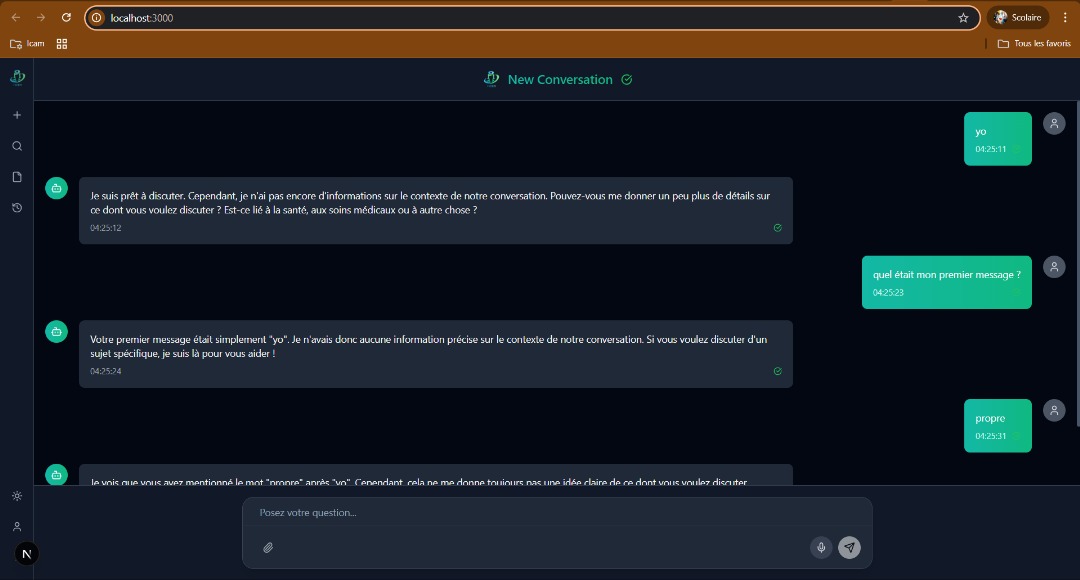 localhost:3000
Scolaire
Icam
Tous les favoris
New Conversation
yo
04:25:11
Je suis prêt à discuter. Cependant, je n'ai pas encore d'informations sur le contexte de notre conversation. Pouvez-vous me donner un peu plus de détails sur
ce dont vous voulez discuter ? Est-ce lié à la santé, aux soins médicaux ou à autre chose ?
04:25:12
quel était mon premier message ?
04:25:23
Votre premier message était simplement "yo". Je n'avais donc aucune information précise sur le contexte de notre conversation. Si vous voulez discuter d'un
sujet spécifique, je suis là pour vous aider !
04:25:24
propre
04:25:31
Je vois que vous avez mentionné le mot "propre" après "yo". Cependant, cela ne me donne toujours pas une idée claire de ce dont vous voulez discuter.
Posez votre question...
N